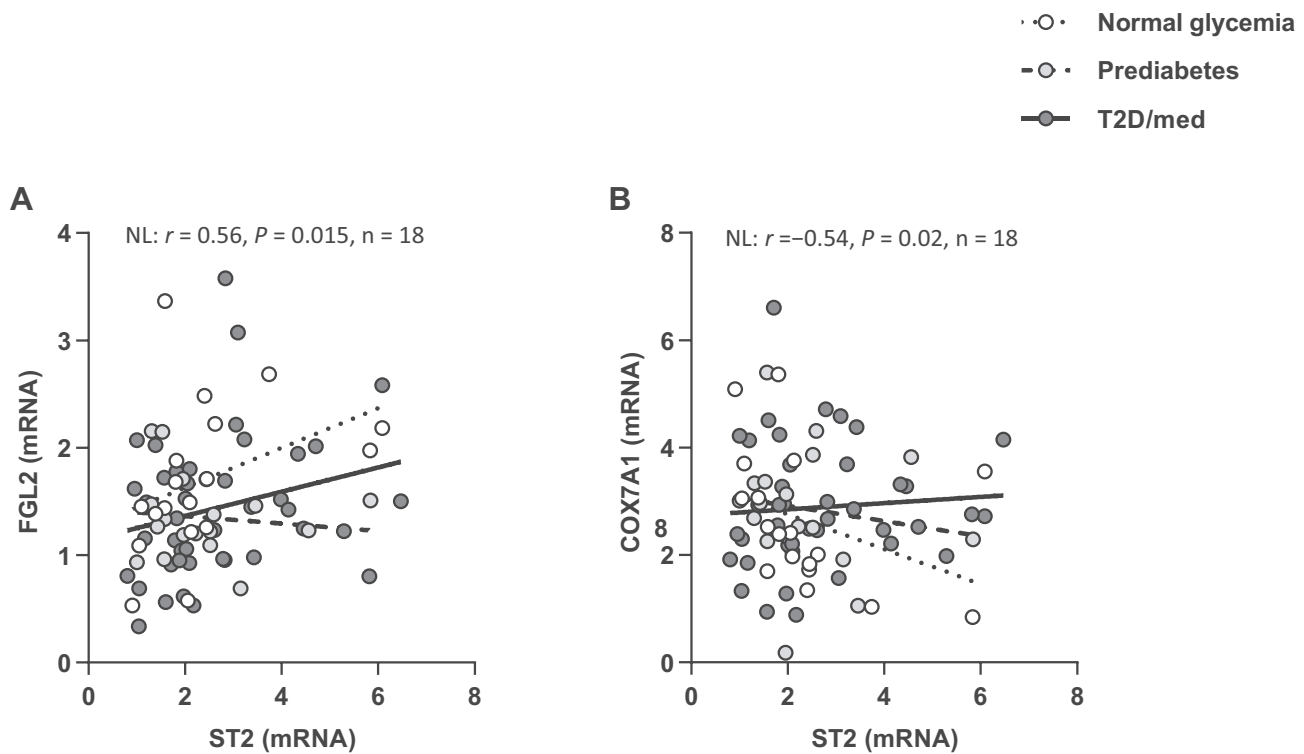 Normal glycemia
Prediabetes
T2D/med
A
NL: r = 0.56, P = 0.015, n = 18
4
3
2
1
0
0
2
4
6
8
FGL2 (mRNA)
ST2 (mRNA)
B
NL: r =−0.54, P = 0.02, n = 18
8
6
4
8
2
0
0
2
4
6
8
COX7A1 (mRNA)
ST2 (mRNA)